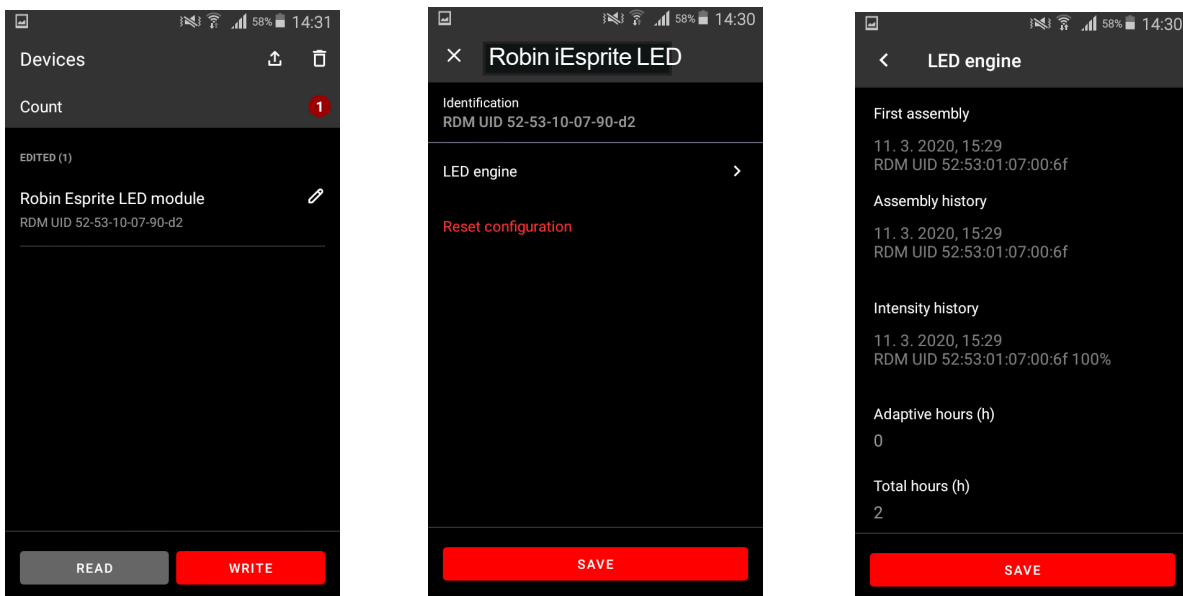 58% 14:31
Devices
Count
1
EDITED (1)
Robin Esprite LED module
RDM UID 52-53-10-07-90-d2
READ
WRITE
58% 14:30
Robin iEsprite LED
Identification
RDM UID 52-53-10-07-90-d2
LED engine
Reset configuration
SAVE
58% 14:30
LED engine
First assembly
11. 3. 2020, 15:29
RDM UID 52:53:01:07:00:6f
Assembly history
11. 3. 2020, 15:29
RDM UID 52:53:01:07:00:6f
Intensity history
11. 3. 2020, 15:29
RDM UID 52:53:01:07:00:6f 100%
Adaptive hours (h)
0
Total hours (h)
2
SAVE